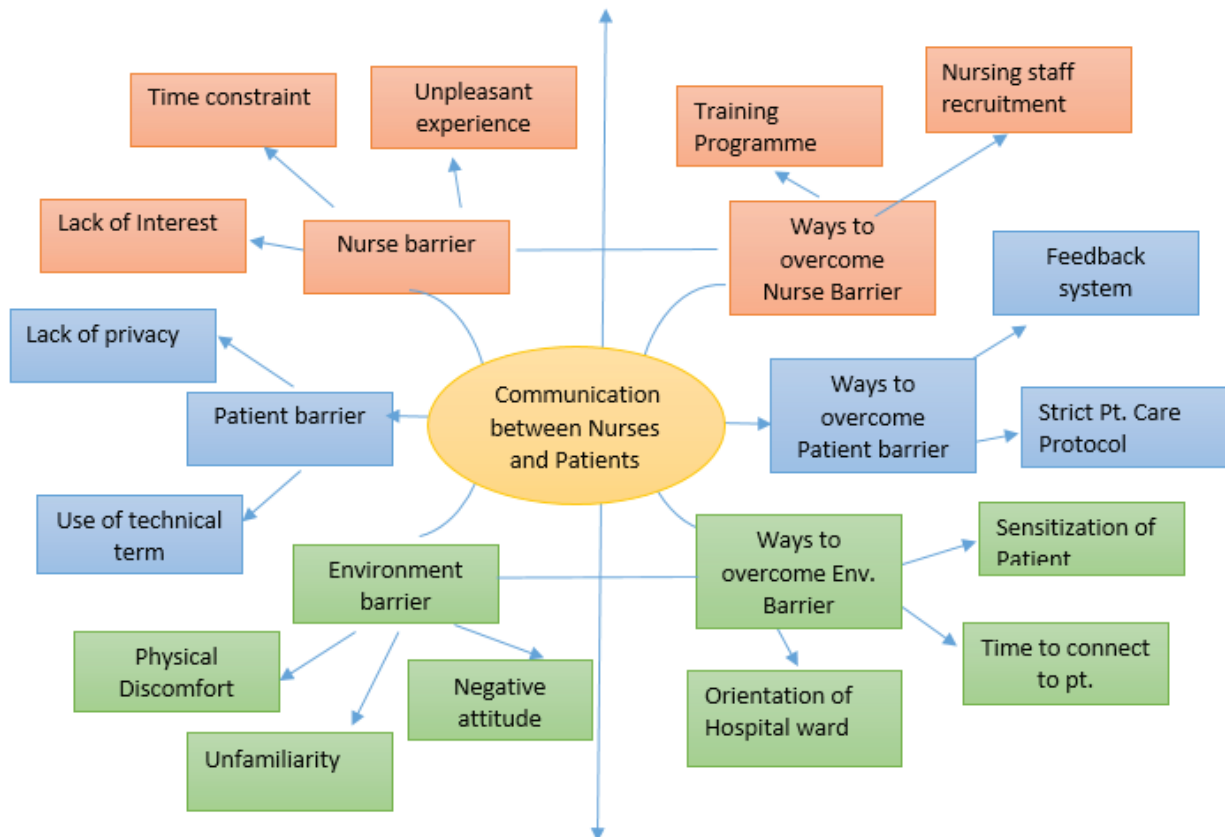 Time constraint
Unpleasant
experience
Training
Programme
Nursing staff
recruitment
Lack of Interest
Nurse barrier
Ways to
overcome
Nurse Barrier
Feedback
system
Lack of privacy
Patient barrier
Use of technical
term
Communication
between Nurses
and Patients
Ways to
overcome
Patient barrier
Strict Pt. Care
Protocol
Environment
barrier
Physical
Discomfort
Unfamiliarity
Negative
attitude
Ways to
overcome Env.
Barrier
Sensitization of
Patient
Time to connect
to pt.
Orientation of
Hospital ward